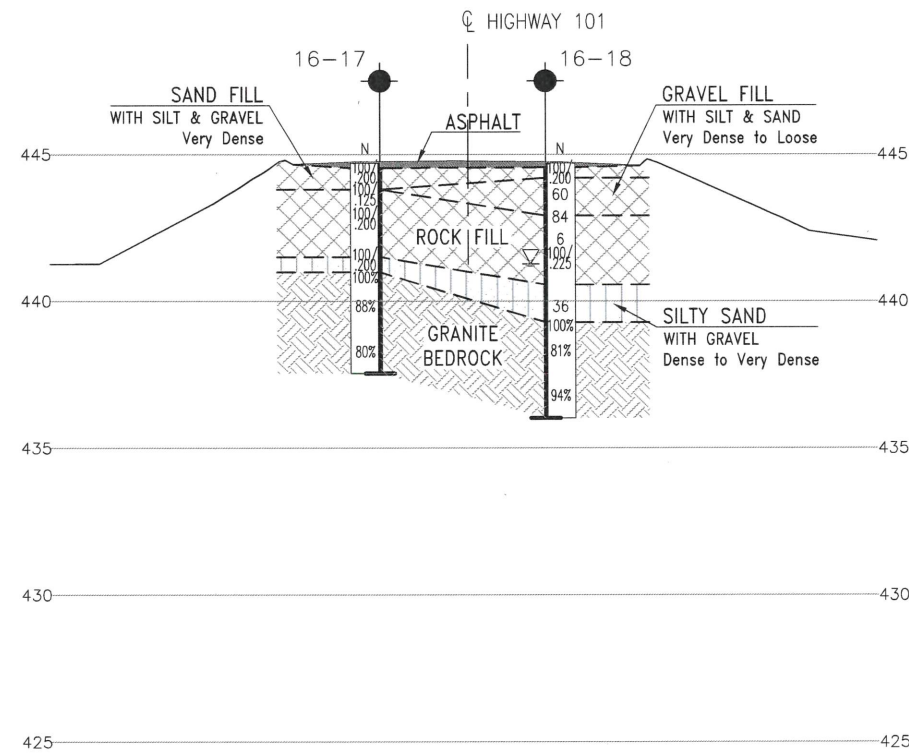 ℄ HIGHWAY 101
16-17
16-18
SAND FILL
WITH SILT & GRAVEL
Very Dense
ASPHALT
GRAVEL FILL
WITH SILT & SAND
Very Dense to Loose
445
445
N
100/
.200
100/
.125
100/
.200
100/
.200
100%
88%
80%
N
100/
.200
60
84
6
100/
.225
36
100%
81%
94%
ROCK FILL
GRANITE
BEDROCK
440
440
SILTY SAND
WITH GRAVEL
Dense to Very Dense
435
435
430
430
425
425